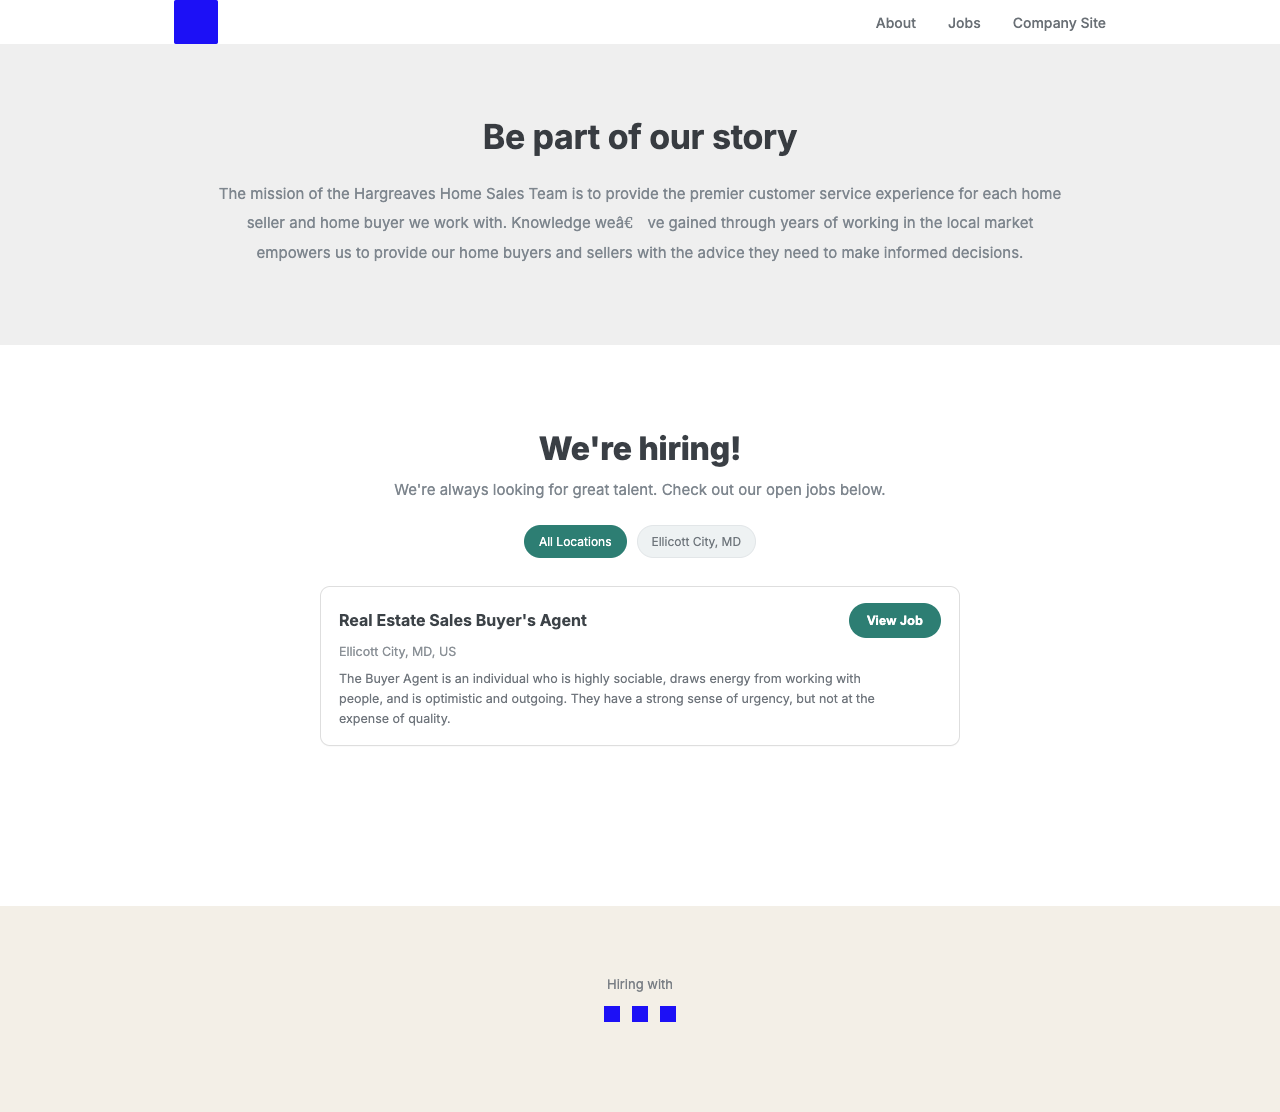 About Jobs Company Site
Be part of our story
The mission of the Hargreaves Home Sales Team is to provide the premier customer service experience for each home
seller and home buyer we work with. Knowledge weâ€ ve gained through years of working in the local market
empowers us to provide our home buyers and sellers with the advice they need to make informed decisions.
We're hiring!
We're always looking for great talent. Check out our open jobs below.
All Locations Ellicott City, MD
Real Estate Sales Buyer's Agent View Job
Ellicott City, MD, US
The Buyer Agent is an individual who is highly sociable, draws energy from working with
people, and is optimistic and outgoing. They have a strong sense of urgency, but not at the
expense of quality.
Hiring with